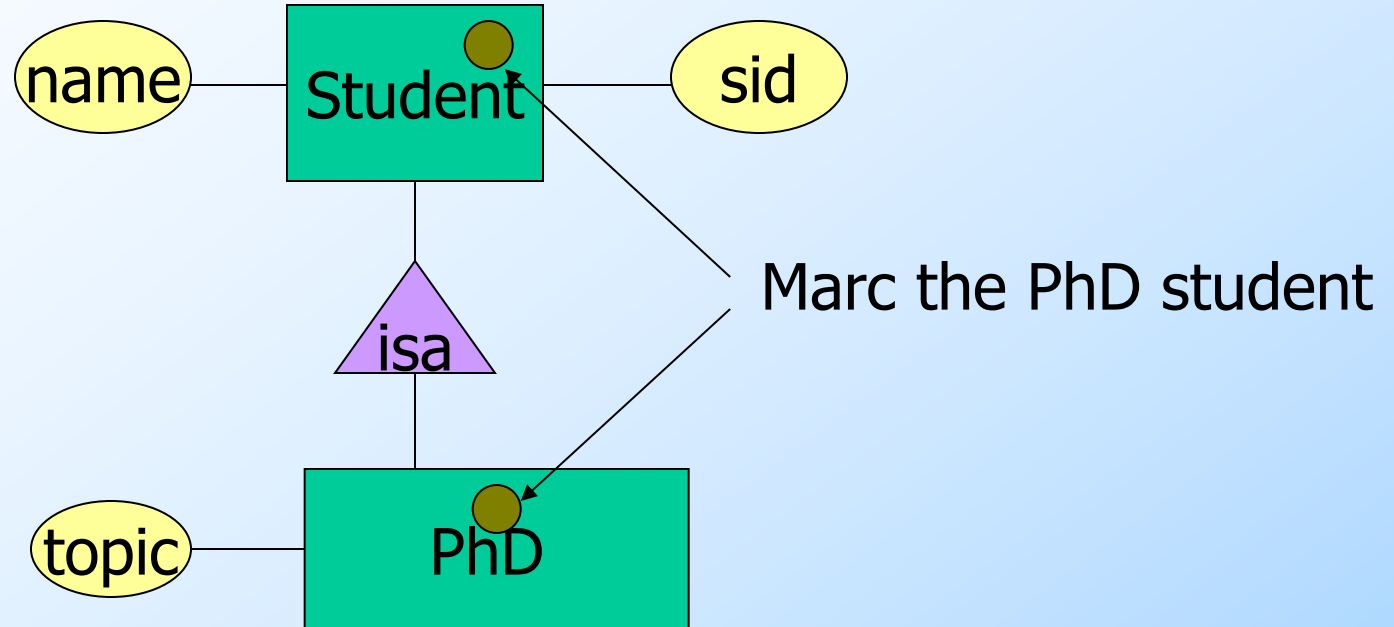 name
Student
sid
Marc the PhD student
isa
topic
PhD